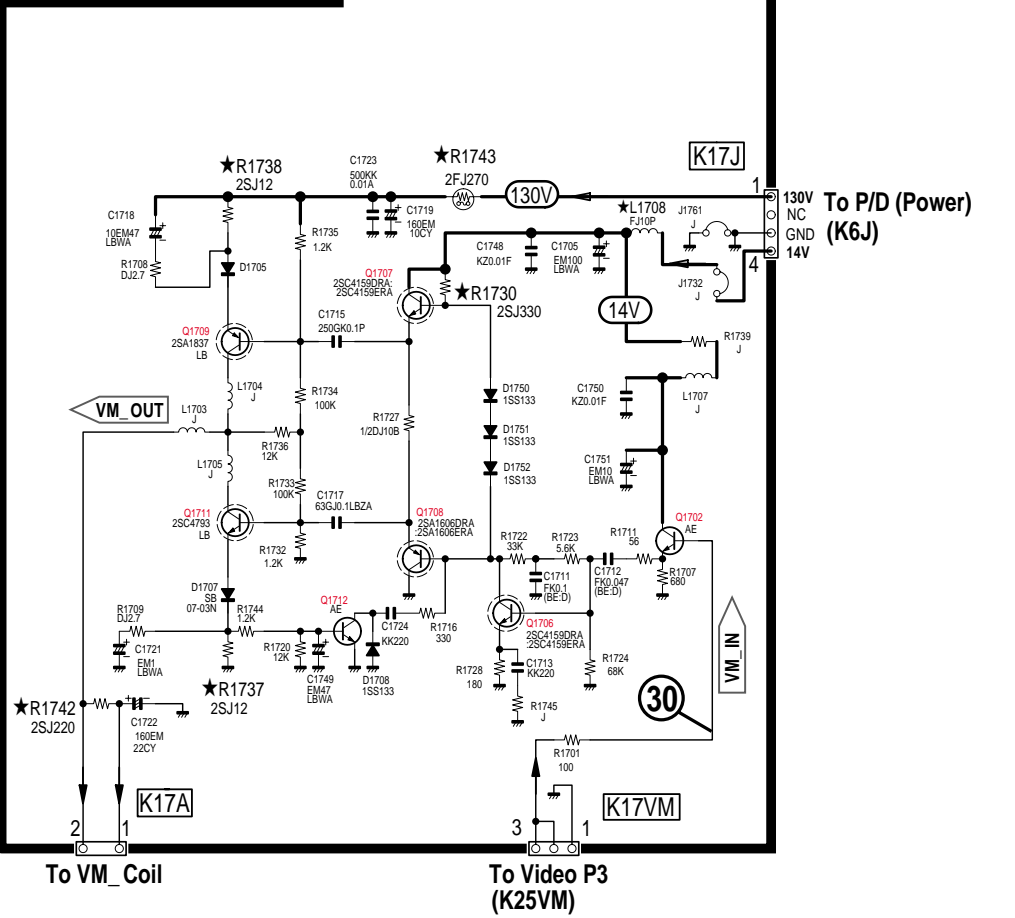 K17J
★R1738
2SJ12
C1723
500KK
0.01A
★R1743
2FJ270
130V
1
130V
NC
GND
14V
4
To P/D (Power)
(K6J)
C1718
10EM47
LBWA
R1708
DJ2.7
D1705
R1735
1.2K
C1719
160EM
10CY
★L1708
FJ10P
J1761
J
J1732
J
C1748
KZ0.01F
C1705
EM100
LBWA
Q1707
2SC4159DRA:
2SC4159ERA
★R1730
2SJ330
14V
Q1709
2SA1837
LB
C1715
250GK0.1P
R1739
J
L1704
J
R1734
100K
D1750
1SS133
C1750
KZ0.01F
L1707
J
VM_OUT
L1703
J
R1727
1/2DJ10B
D1751
1SS133
R1736
12K
L1705
J
R1733
100K
D1752
1SS133
C1751
EM10
LBWA
C1717
63GJ0.1LBZA
Q1711
2SC4793
LB
Q1708
:2SA1606DRA
:2SA1606ERA
Q1702
AE
R1732
1.2K
R1722
33K
R1723
5.6K
R1711
56
C1711
FK0.1
(BE:D)
C1712
FK0.047
(BE:D)
R1707
680
D1707
SB
07-03N
R1709
DJ2.7
R1744
1.2K
Q1712
AE
C1724
KK220
R1716
330
Q1706
2SC4159DRA
:2SC4159ERA
VM_IN
C1721
EM1
LBWA
R1720
12K
C1749
EM47
LBWA
D1708
1SS133
R1728
180
C1713
KK220
R1724
68K
★R1737
2SJ12
R1745
J
30
★R1742
2SJ220
C1722
160EM
22CY
R1701
100
K17A
K17VM
2
1
3
1
To VM_Coil
To Video P3
(K25VM)